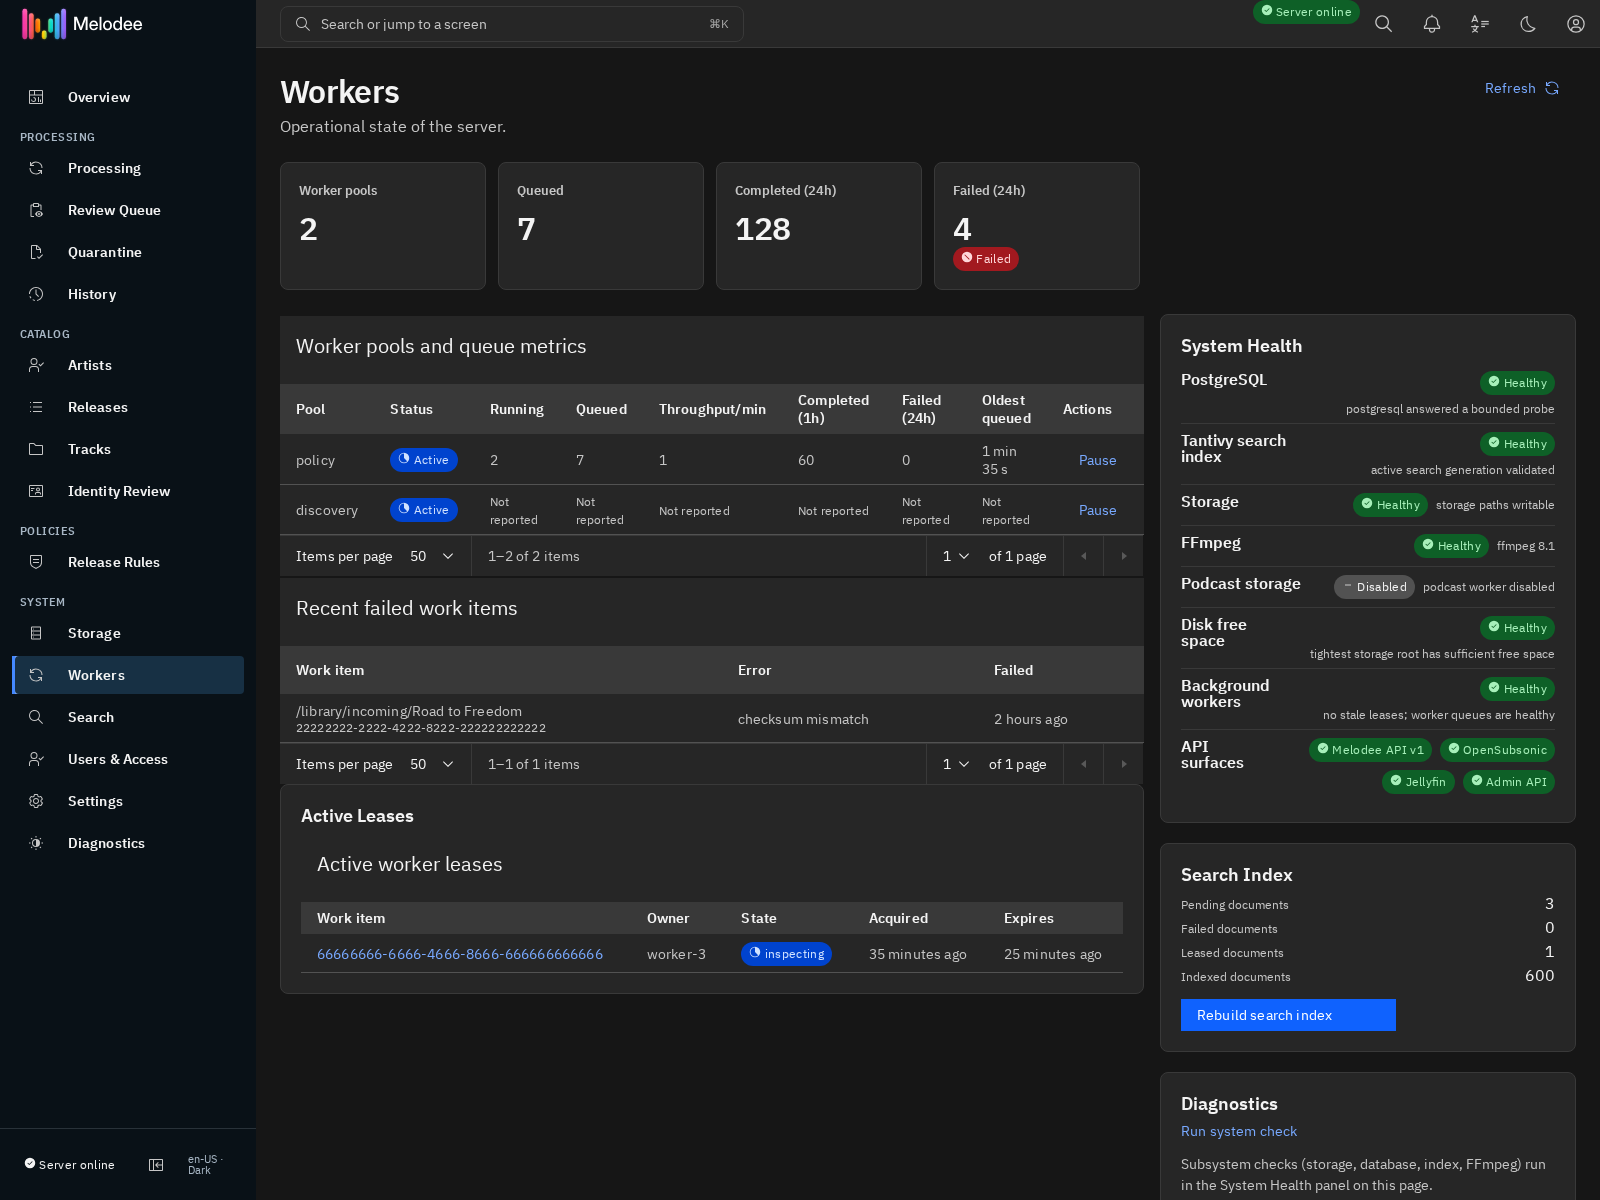 Melodee
Search or jump to a screen
⌘K
Server online
Overview
PROCESSING
Processing
Review Queue
Quarantine
History
CATALOG
Artists
Releases
Tracks
Identity Review
POLICIES
Release Rules
SYSTEM
Storage
Workers
Search
Users & Access
Settings
Diagnostics
Server online
en-US ·
Dark
Workers
Refresh
Operational state of the server.
Worker pools
2
Queued
7
Completed (24h)
128
Failed (24h)
4
Failed
Worker pools and queue metrics
Pool Status Running Queued Throughput/min Completed (1h) Failed (24h) Oldest queued Actions
policy Active 2 7 1 60 0 1 min 35 s Pause
discovery Active Not reported Not reported Not reported Not reported Not reported Not reported Pause
Items per page 50 1–2 of 2 items 1 of 1 page
Recent failed work items
Work item Error Failed
/library/incoming/Road to Freedom
22222222-2222-4222-8222-222222222222
checksum mismatch 2 hours ago
Items per page 50 1–1 of 1 items 1 of 1 page
Active Leases
Active worker leases
Work item Owner State Acquired Expires
66666666-6666-4666-8666-666666666666 worker-3 inspecting 35 minutes ago 25 minutes ago
System Health
PostgreSQL Healthy
postgresql answered a bounded probe
Tantivy search index Healthy
active search generation validated
Storage Healthy storage paths writable
FFmpeg Healthy ffmpeg 8.1
Podcast storage Disabled podcast worker disabled
Disk free space Healthy
tightest storage root has sufficient free space
Background workers Healthy
no stale leases; worker queues are healthy
API surfaces Melodee API v1 OpenSubsonic
Jellyfin Admin API
Search Index
Pending documents 3
Failed documents 0
Leased documents 1
Indexed documents 600
Rebuild search index
Diagnostics
Run system check
Subsystem checks (storage, database, index, FFmpeg) run
in the System Health panel on this page.